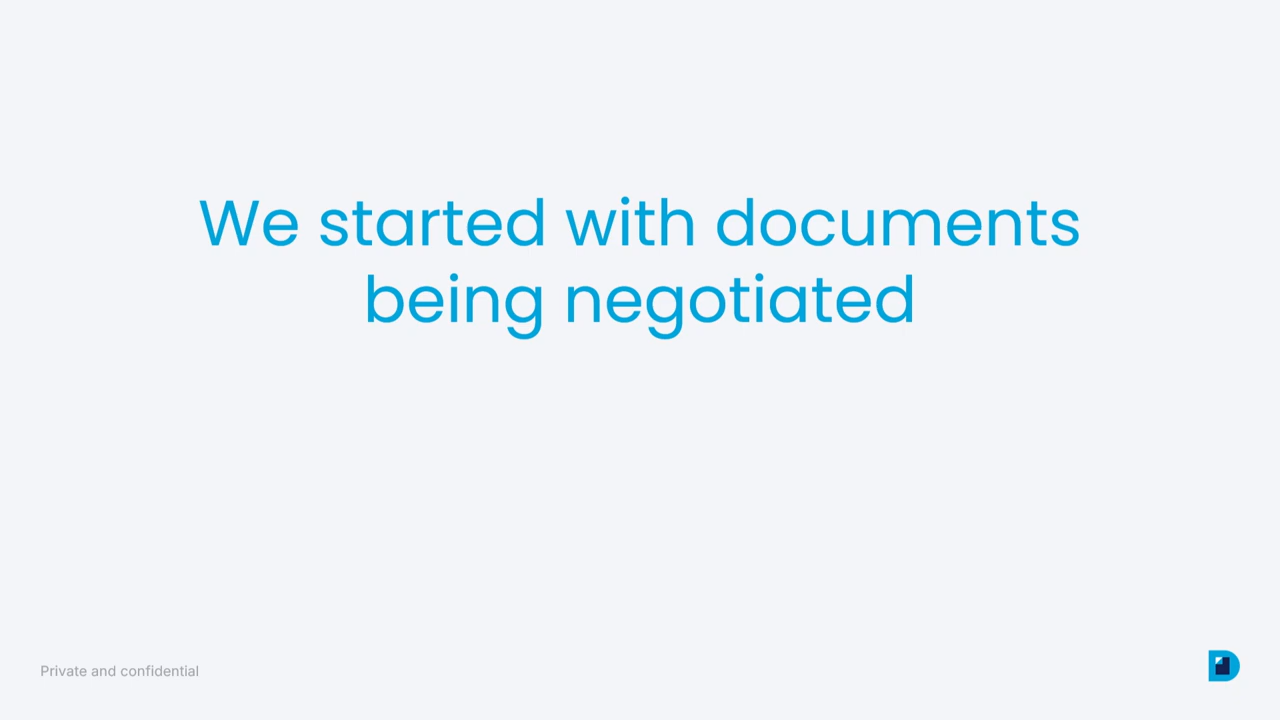 We started with documents
being negotiated
Private and confidential